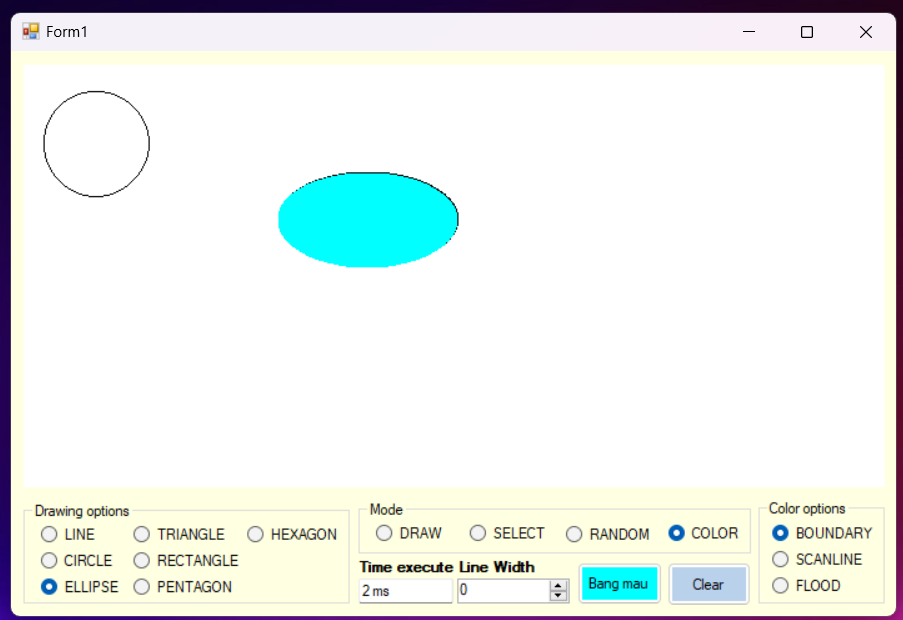 Form1
Drawing options
LINE TRIANGLE HEXAGON
CIRCLE RECTANGLE
ELLIPSE PENTAGON
Mode
DRAW SELECT RANDOM COLOR
Time execute Line Width
2 ms 0 Bang mau Clear
Color options
BOUNDARY
SCANLINE
FLOOD